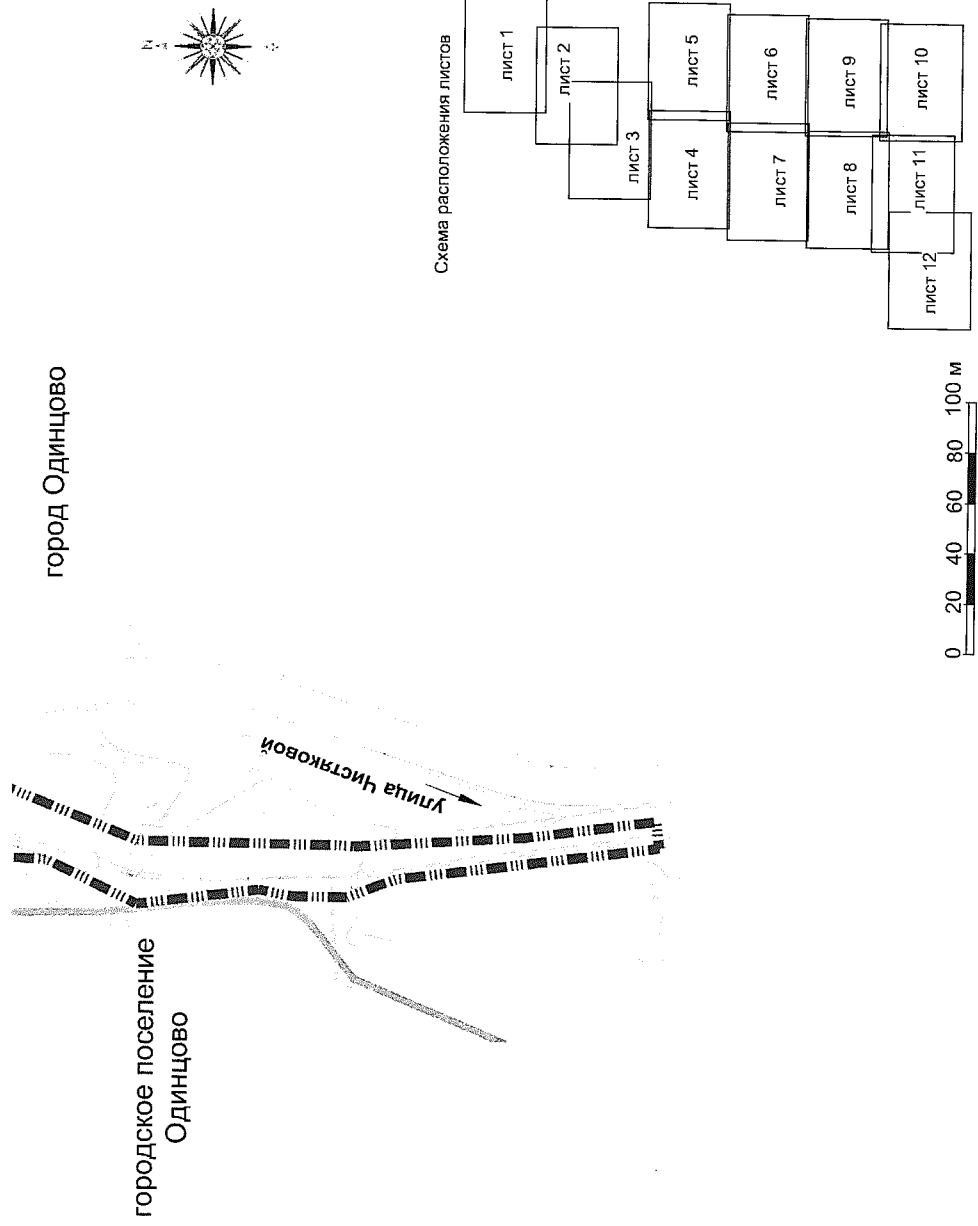 N
город Одинцово
городское поселение
Одинцово
улица Чистяковой
Схема расположения листов
лист 1
лист 2
лист 3
лист 4
лист 5
лист 6
лист 7
лист 8
лист 9
лист 10
лист 11
лист 12
0 20 40 60 80 100 м